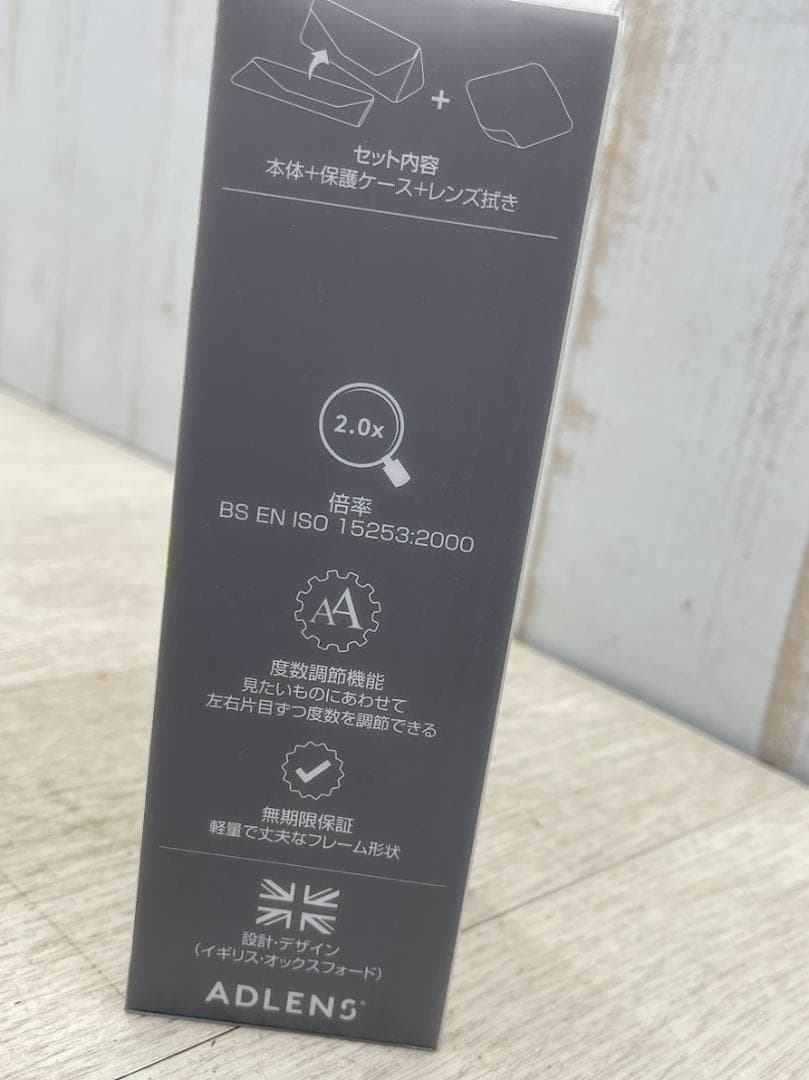 +
セット内容
本体+保護ケース+レンズ拭き
2.0x
倍率
BS EN ISO 15253:2000
AA
度数調節機能
見たいものにあわせて
左右片目ずつ度数を調節できる
無期限保証
軽量で丈夫なフレーム形状
設計・デザイン
(イギリス・オックスフォード)
ADLENS